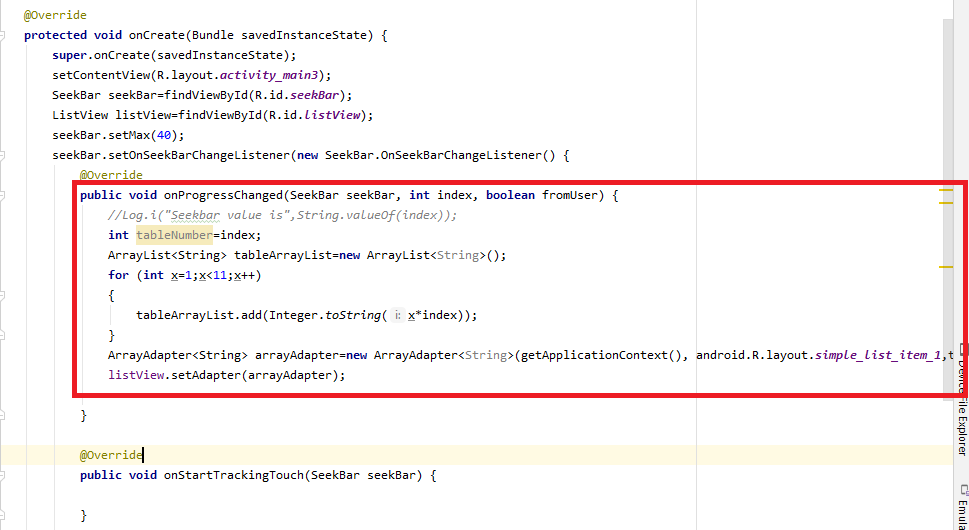 @Override
protected void onCreate(Bundle savedInstanceState) {
super.onCreate(savedInstanceState);
setContentView(R.layout.activity_main3);
SeekBar seekBar=findViewById(R.id.seekBar);
ListView listView=findViewById(R.id.listView);
seekBar.setMax(40);
seekBar.setOnSeekBarChangeListener(new SeekBar.OnSeekBarChangeListener() {
@Override
public void onProgressChanged(SeekBar seekBar, int index, boolean fromUser) {
//Log.i("Seekbar value is",String.valueOf(index));
int tableNumber=index;
ArrayList<String> tableArrayList=new ArrayList<String>();
for (int x=1;x<11;x++)
{
tableArrayList.add(Integer.toString( i: x*index));
}
ArrayAdapter<String> arrayAdapter=new ArrayAdapter<String>(getApplicationContext(), android.R.layout.simple_list_item_1,t
listView.setAdapter(arrayAdapter);
}
@Override
public void onStartTrackingTouch(SeekBar seekBar) {
}
Device File Explorer
Emula